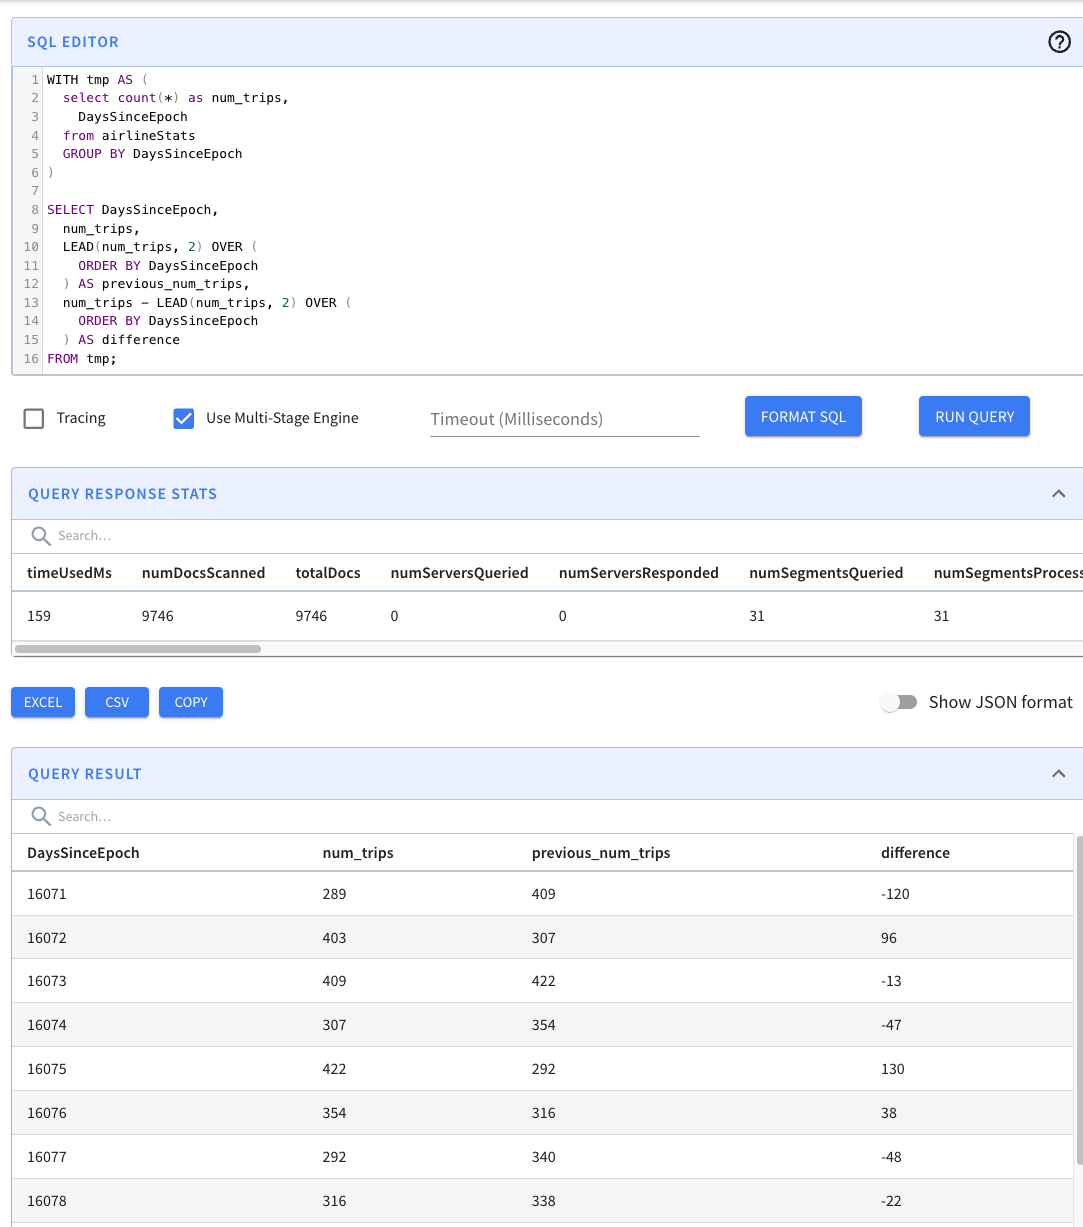 SQL EDITOR
1 WITH tmp AS (
2 select count(*) as num_trips,
3 DaysSinceEpoch
4 from airlineStats
5 GROUP BY DaysSinceEpoch
6 )
7
8 SELECT DaysSinceEpoch,
9 num_trips,
10 LEAD(num_trips, 2) OVER (
11 ORDER BY DaysSinceEpoch
12 ) AS previous_num_trips,
13 num_trips - LEAD(num_trips, 2) OVER (
14 ORDER BY DaysSinceEpoch
15 ) AS difference
16 FROM tmp;
Tracing Use Multi-Stage Engine Timeout (Milliseconds) FORMAT SQL RUN QUERY
QUERY RESPONSE STATS
Search...
timeUsedMs numDocsScanned totalDocs numServersQueried numServersResponded numSegmentsQueried numSegmentsProcess
159 9746 9746 0 0 31 31
EXCEL CSV COPY Show JSON format
QUERY RESULT
Search...
DaysSinceEpoch num_trips previous_num_trips difference
16071 289 409 -120
16072 403 307 96
16073 409 422 -13
16074 307 354 -47
16075 422 292 130
16076 354 316 38
16077 292 340 -48
16078 316 338 -22